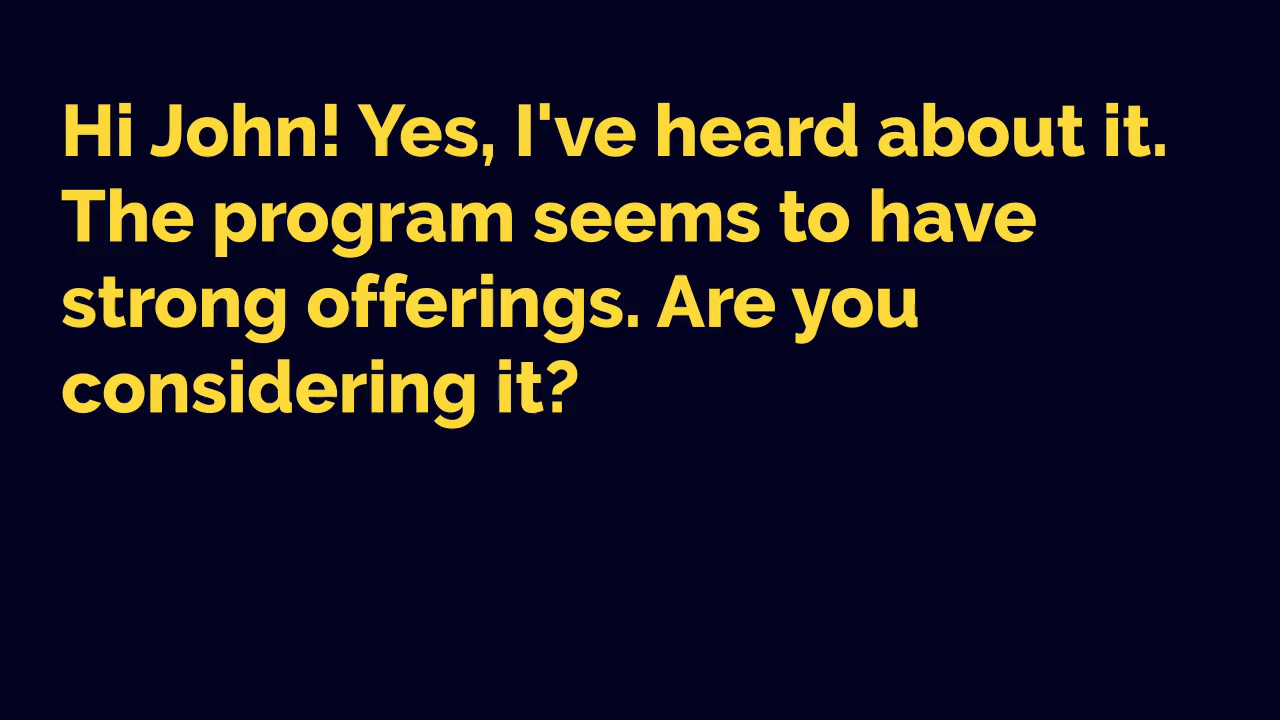 Hi John! Yes, I've heard about it.
The program seems to have
strong offerings. Are you
considering it?